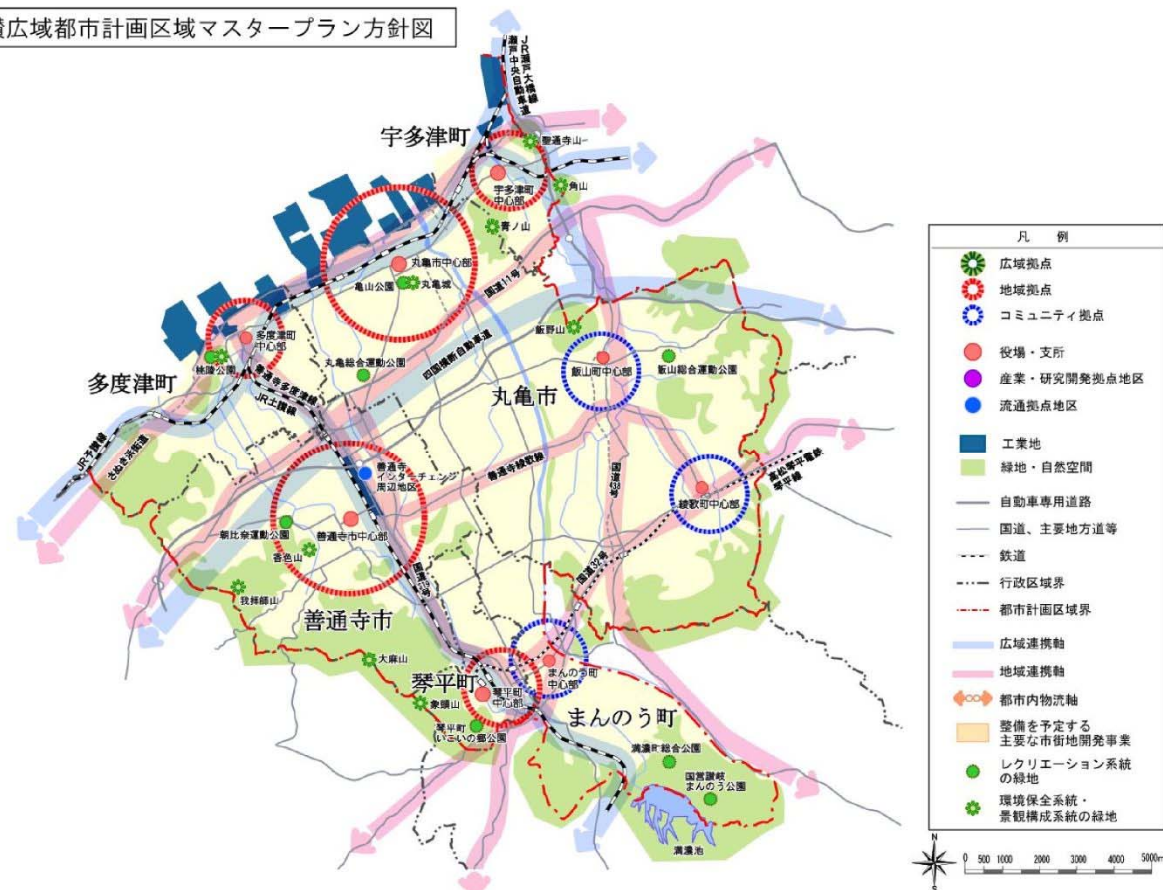 讃広域都市計画区域マスタープラン方針図
JR瀬戸大橋線
瀬戸中央自動車道
宇多津町
聖通寺山
宇多津町
中心部
角山
青ノ山
丸亀市中心部
亀山公園
丸亀城
国道11号
多度津町
中心部
桃陵公園
多度津町
飯野山
四国横断自動車道
丸亀総合運動公園
飯山町中心部
飯山総合運動公園
丸亀市
善通寺多度津線
JR土讃線
JR予讃線
さぬき浜街道
善通寺
インターチェンジ
周辺地区
善通寺綾歌線
国道438号
高松琴平電鉄
琴平線
綾歌町中心部
朝比奈運動公園
善通寺市中心部
香色山
我拝師山
国道32号
善通寺市
大麻山
象頭山
琴平町
琴平町
中心部
まんのう町
中心部
琴平町
いこいの郷公園
まんのう町
満濃町総合公園
国営讃岐
まんのう公園
満濃池
凡 例
広域拠点
地域拠点
コミュニティ拠点
役場・支所
産業・研究開発拠点地区
流通拠点地区
工業地
緑地・自然空間
自動車専用道路
国道、主要地方道等
鉄道
行政区域界
都市計画区域界
広域連携軸
地域連携軸
都市内物流軸
整備を予定する
主要な市街地開発事業
レクリエーション系統
の緑地
環境保全系統・
景観構成系統の緑地
N
S
0 500 1000 2000 3000 4000 5000m